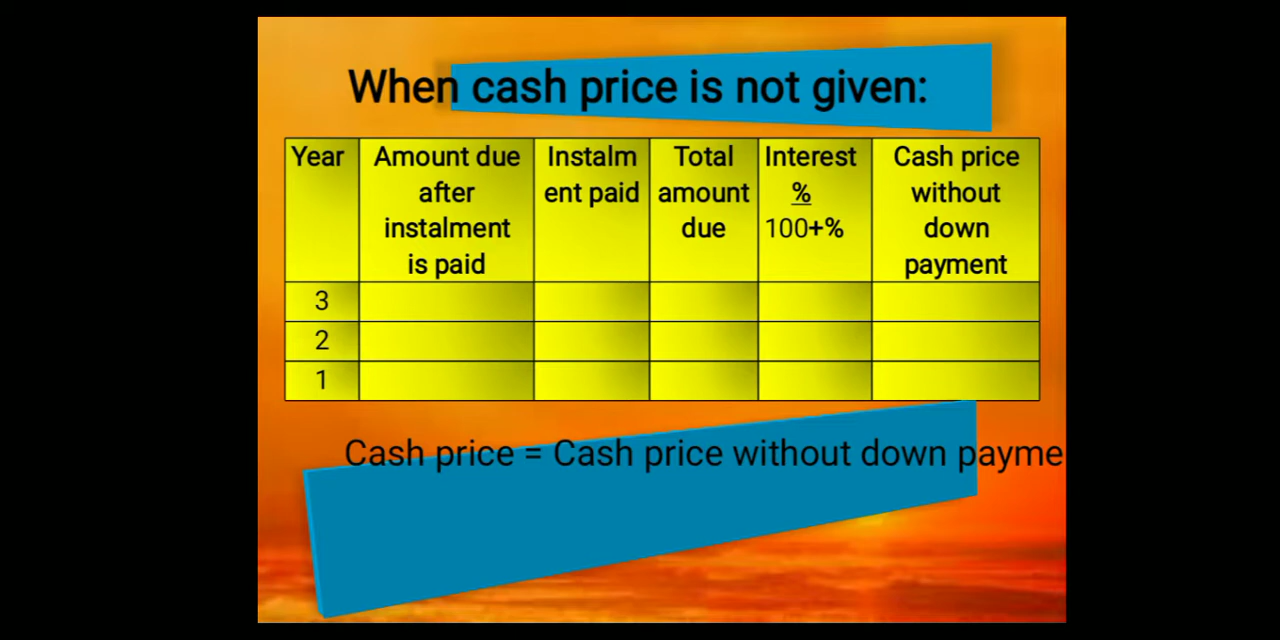 When cash price is not given:
Year Amount due Instalm Total Interest Cash price
after ent paid amount % without
instalment due 100+% down
is paid payment
3
2
1
Cash price = Cash price without down payme